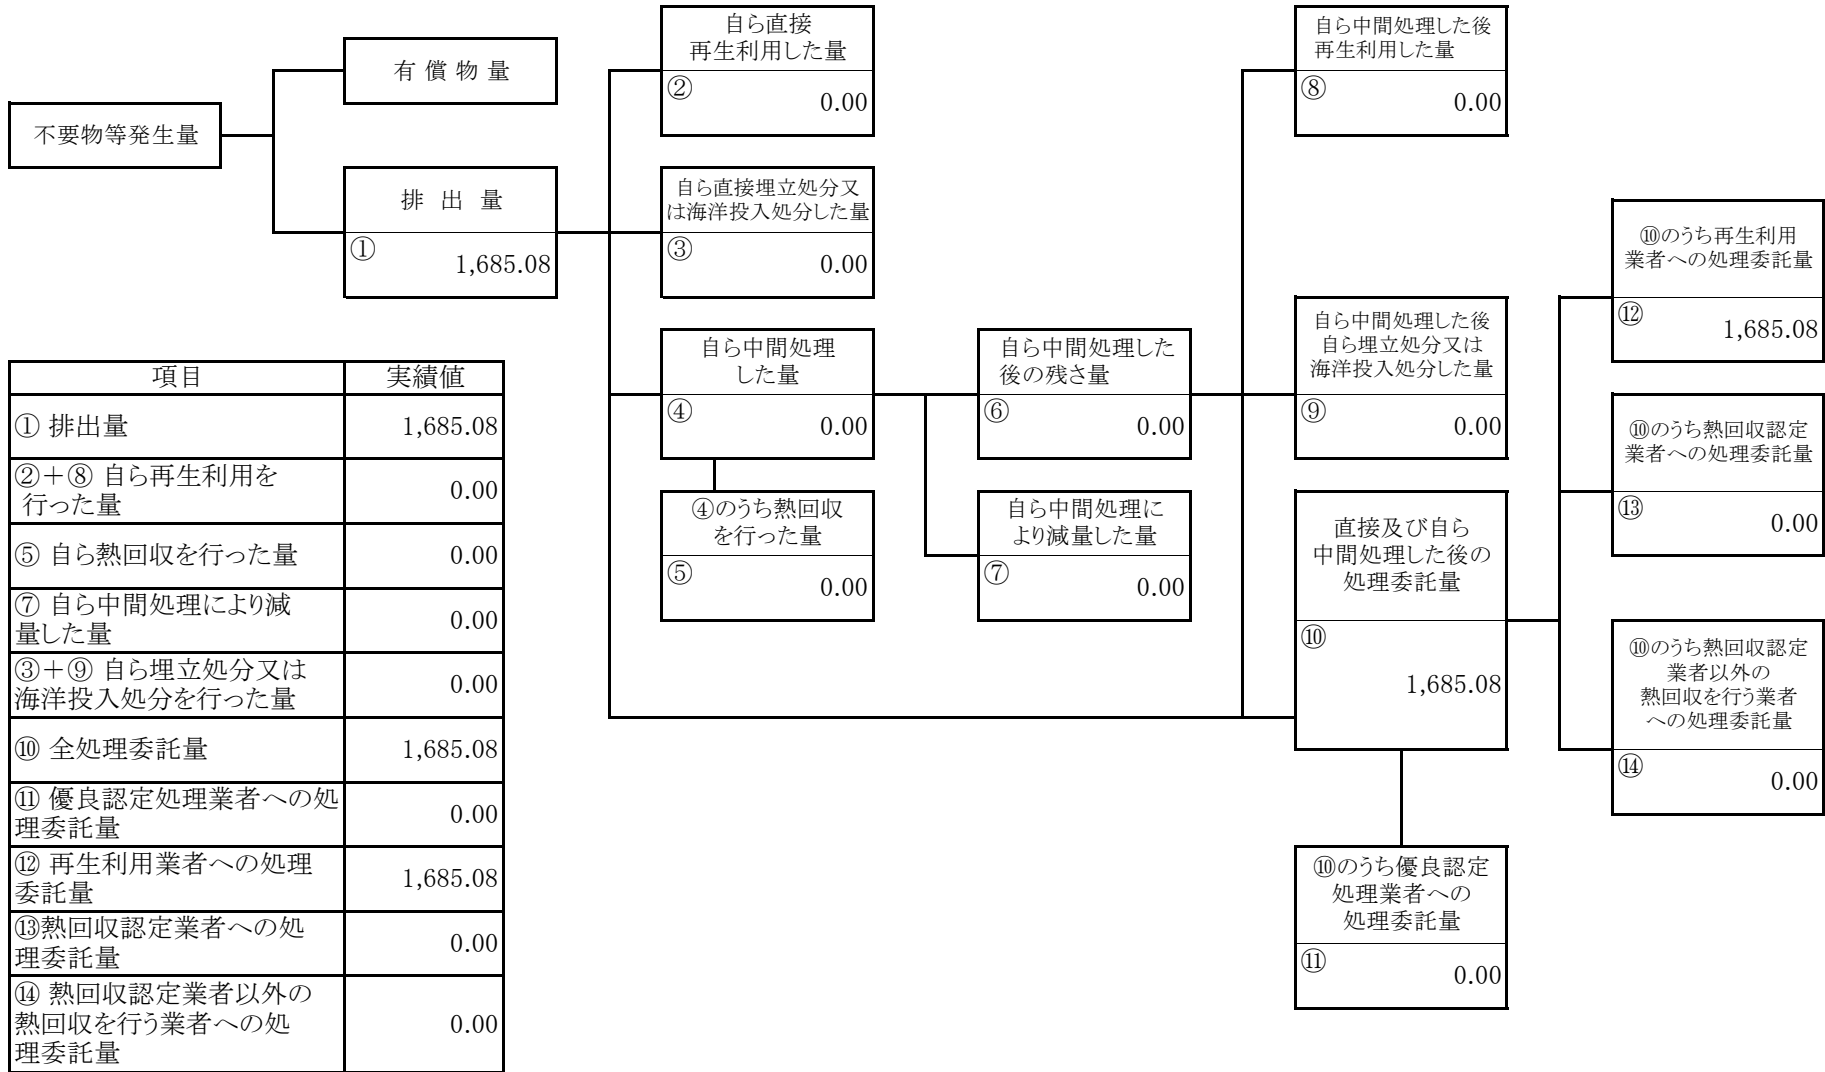 不要物等発生量
有 償 物 量
排 出 量
①
1,685.08
自ら直接
再生利用した量
②
0.00
自ら直接埋立処分又
は海洋投入処分した量
③
0.00
自ら中間処理
した量
④
0.00
④のうち熱回収
を行った量
⑤
0.00
自ら中間処理した
後の残さ量
⑥
0.00
自ら中間処理に
より減量した量
⑦
0.00
自ら中間処理した後
再生利用した量
⑧
0.00
自ら中間処理した後
自ら埋立処分又は
海洋投入処分した量
⑨
0.00
直接及び自ら
中間処理した後の
処理委託量
⑩
1,685.08
⑩のうち優良認定
処理業者への
処理委託量
⑪
0.00
⑩のうち再生利用
業者への処理委託量
⑫
1,685.08
⑩のうち熱回収認定
業者への処理委託量
⑬
0.00
⑩のうち熱回収認定
業者以外の
熱回収を行う業者
への処理委託量
⑭
0.00
項目 実績値
① 排出量 1,685.08
②+⑧ 自ら再生利用を
行った量
0.00
⑤ 自ら熱回収を行った量 0.00
⑦ 自ら中間処理により減
量した量
0.00
③+⑨ 自ら埋立処分又は
海洋投入処分を行った量
0.00
⑩ 全処理委託量 1,685.08
⑪ 優良認定処理業者への処
理委託量
0.00
⑫ 再生利用業者への処理
委託量
1,685.08
⑬熱回収認定業者への処
理委託量
0.00
⑭ 熱回収認定業者以外の
熱回収を行う業者への処
理委託量
0.00